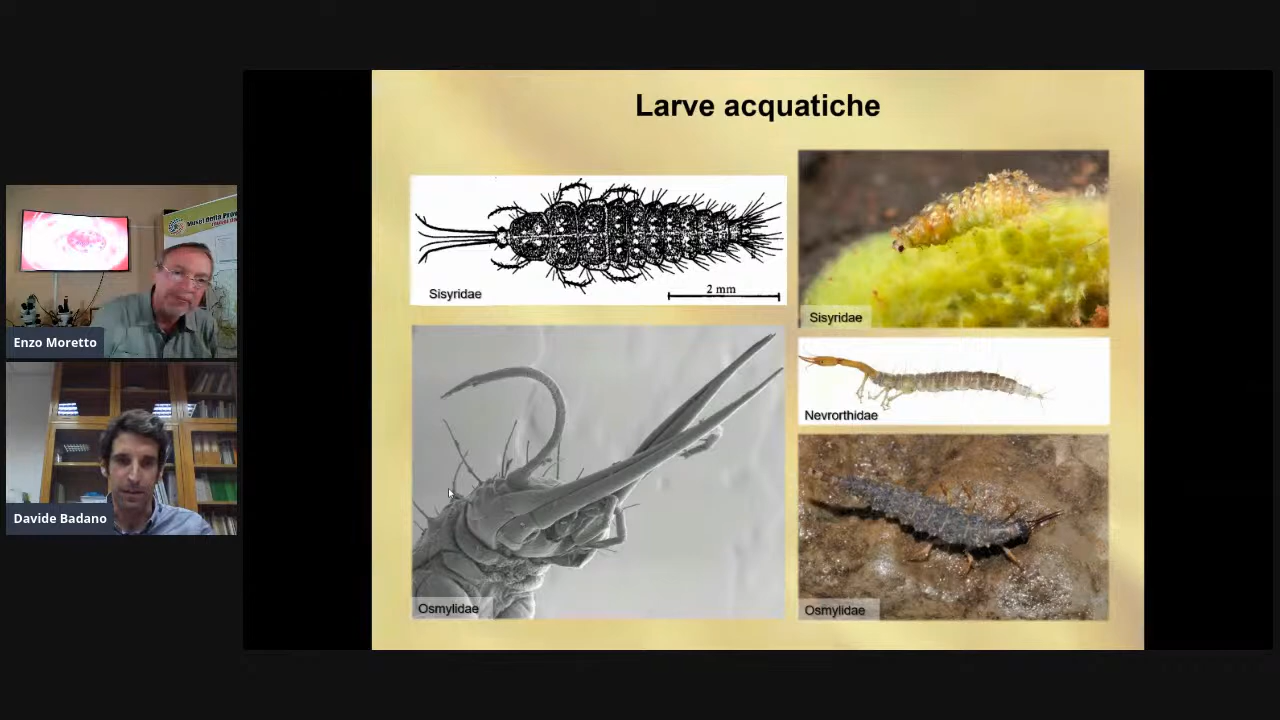 Larve acquatiche
2 mm
Sisyridae
Sisyridae
Nevrorthidae
Osmylidae
Osmylidae
Enzo Moretto
Davide Badano